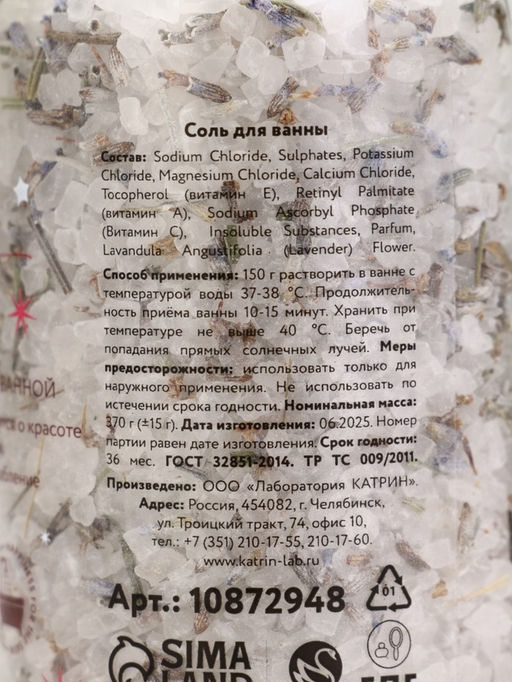 Соль для ванны
Состав: Sodium Chloride, Sulphates, Potassium
Chloride, Magnesium Chloride, Calcium Chloride,
Tocopherol (витамин E), Retinyl Palmitate
(витамин А), Sodium Ascorbyl Phosphate
(Витамин С), Insoluble Substances, Parfum,
Lavandula Angustifolia (Lavender) Flower.
Способ применения: 150 г растворить в ванне с
температурой воды 37-38 °С. Продолжитель-
ность приёма ванны 10-15 минут. Хранить при
температуре не выше 40 °С. Беречь от
попадания прямых солнечных лучей. Меры
предосторожности: использовать только для
наружного применения. Не использовать по
истечении срока годности. Номинальная масса:
370 г (±15 г). Дата изготовления: 06.2025. Номер
партии равен дате изготовления. Срок годности:
36 мес. ГОСТ 32851-2014. ТР ТС 009/2011.
Произведено: ООО «Лаборатория КАТРИН».
Адрес: Россия, 454082, г. Челябинск,
ул. Троицкий тракт, 74, офис 10,
тел.: +7 (351) 210-17-55, 210-17-60.
www.katrin-lab.ru
Арт.: 10872948
01
SIMA
LAND
ВАННОЙ
о красоте